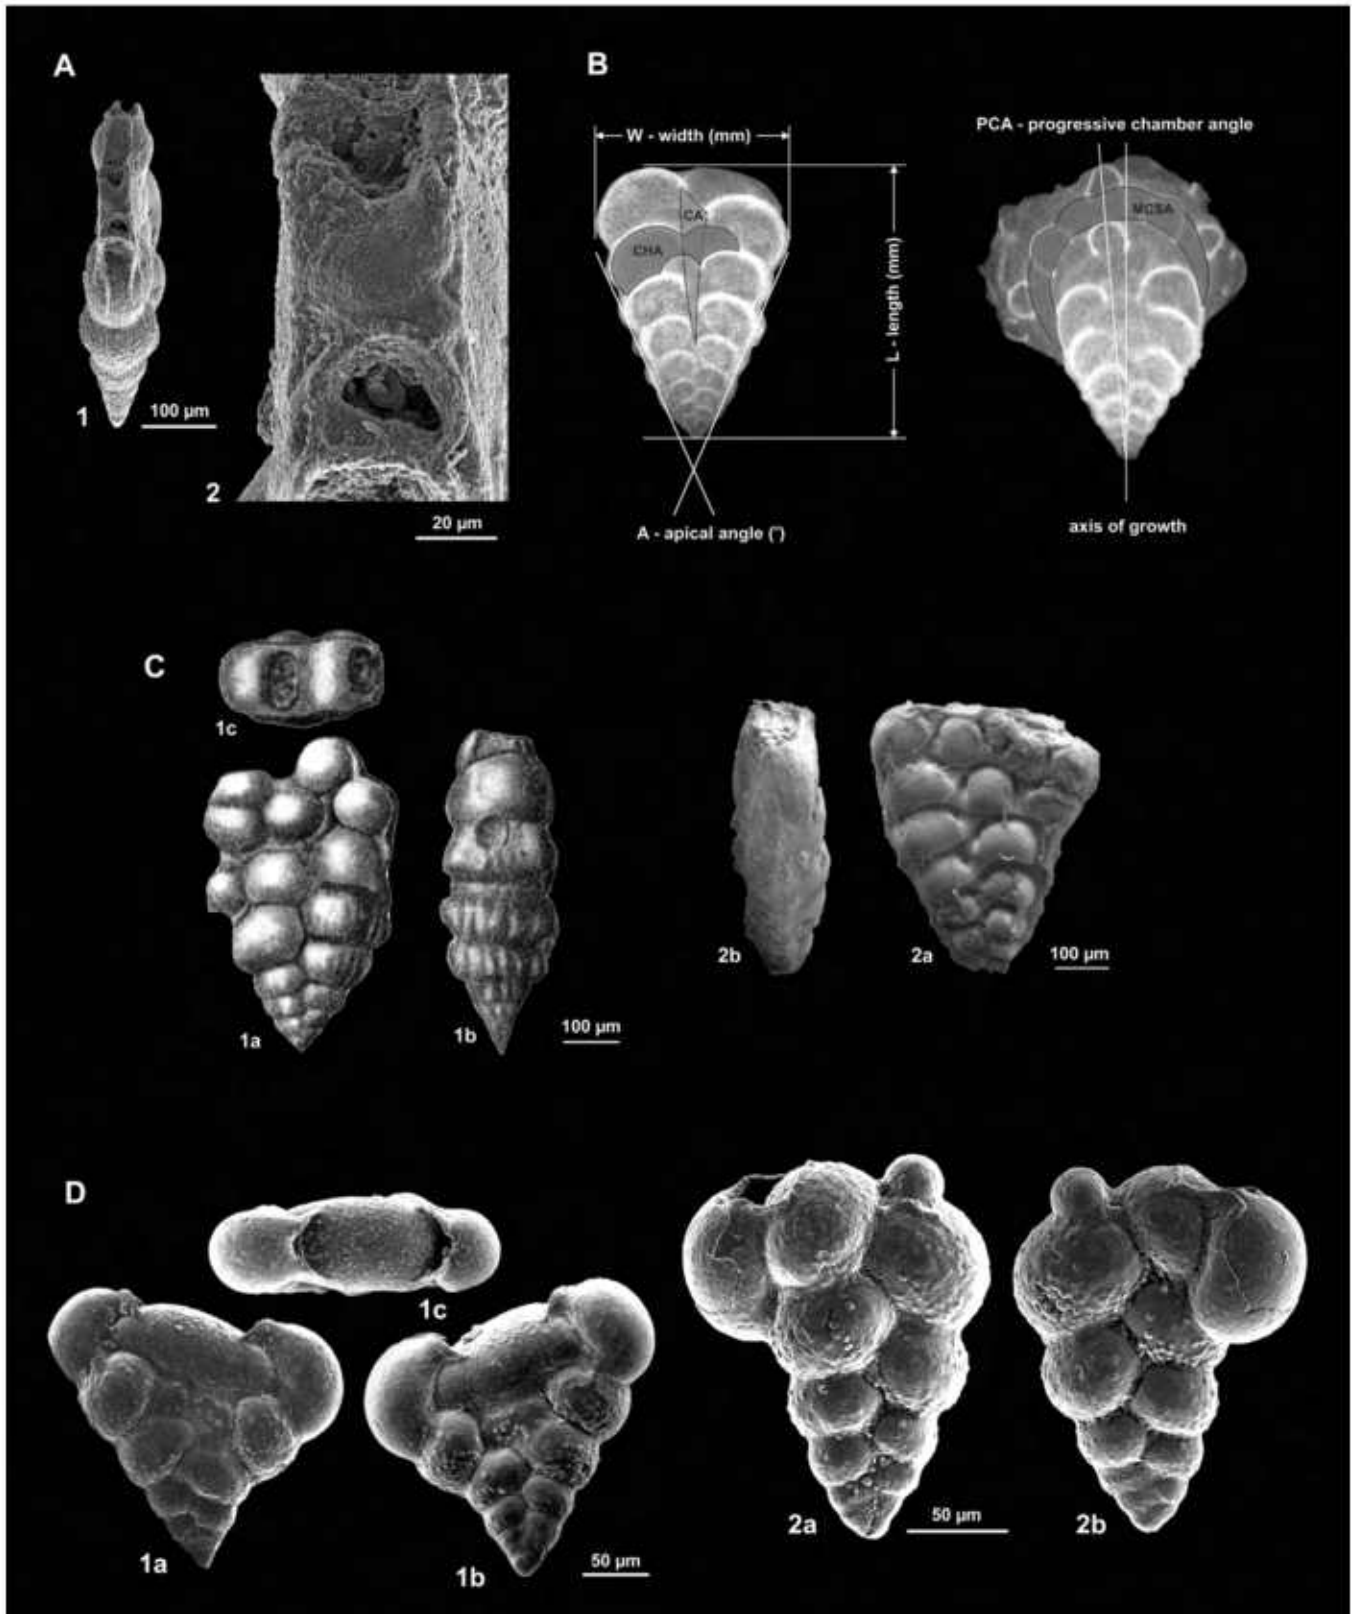 A
1
100 µm
2
20 µm
B
W - width (mm)
CA
CHA
L - length (mm)
A - apical angle (°)
PCA - progressive chamber angle
MCSA
axis of growth
C
1c
1a
1b
100 µm
2b
2a
100 µm
D
1c
1a
1b
50 µm
2a
50 µm
2b